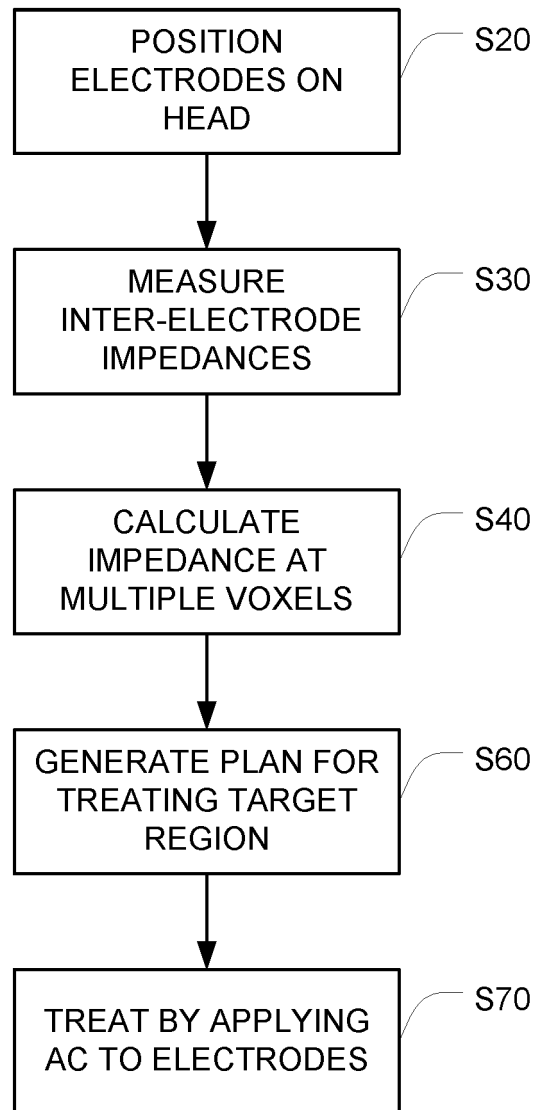 POSITION
ELECTRODES ON
HEAD
S20
MEASURE
INTER-ELECTRODE
IMPEDANCES
S30
CALCULATE
IMPEDANCE AT
MULTIPLE VOXELS
S40
GENERATE PLAN FOR
TREATING TARGET
REGION
S60
TREAT BY APPLYING
AC TO ELECTRODES
S70